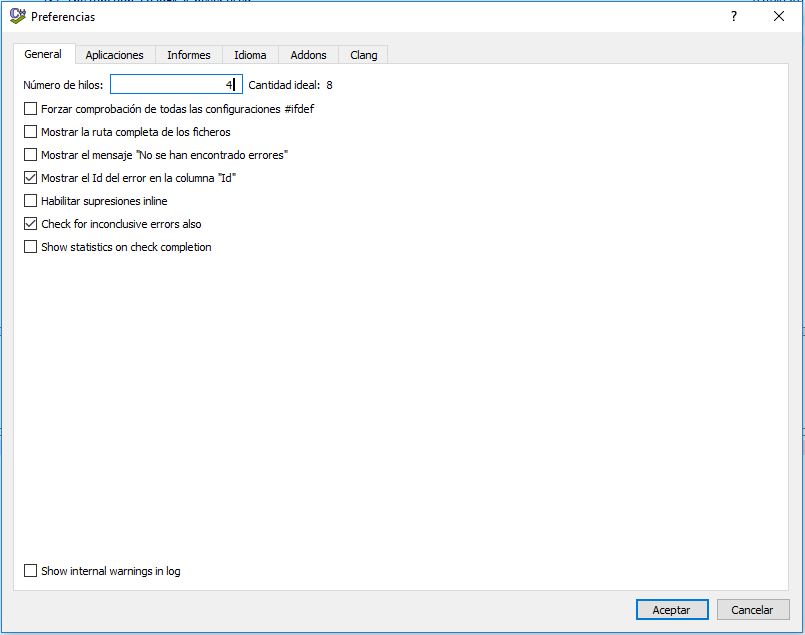 Preferencias ?
General Aplicaciones Informes Idioma Addons Clang
Número de hilos: 4 Cantidad ideal: 8
Forzar comprobación de todas las configuraciones #ifdef
Mostrar la ruta completa de los ficheros
Mostrar el mensaje "No se han encontrado errores"
Mostrar el Id del error en la columna "Id"
Habilitar supresiones inline
Check for inconclusive errors also
Show statistics on check completion
Show internal warnings in log
Aceptar Cancelar